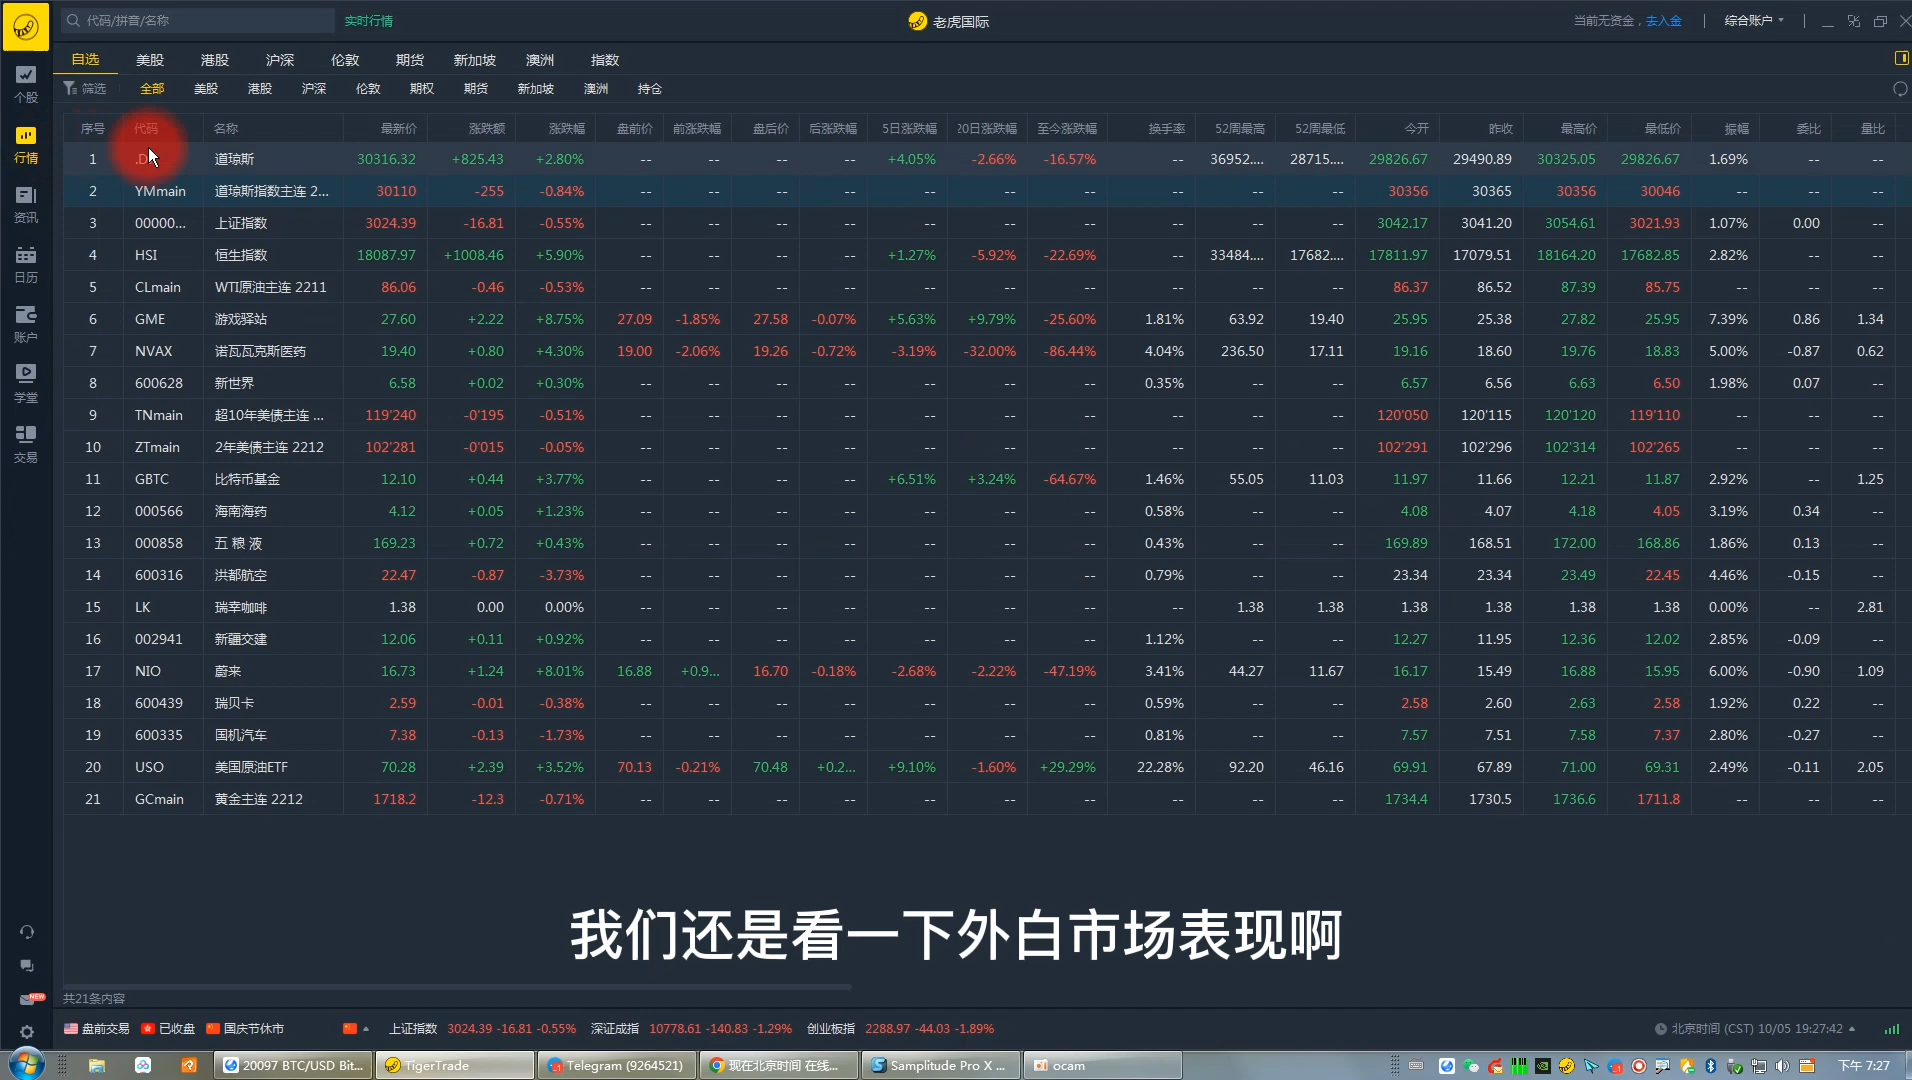 代码/拼音/名称 实时行情 老虎国际 当前无资金，去入金 综合账户
自选 美股 港股 沪深 伦敦 期货 新加坡 澳洲 指数
筛选 全部 美股 港股 沪深 伦敦 期权 期货 新加坡 澳洲 持仓
序号 代码 名称 最新价 涨跌额 涨跌幅 盘前价 前涨跌幅 盘后价 后涨跌幅 5日涨跌幅 20日涨跌幅 至今涨跌幅 换手率 52周最高 52周最低 今开 昨收 最高价 最低价 振幅 委比 量比
1 .D 道琼斯 30316.32 +825.43 +2.80% -- -- -- -- +4.05% -2.66% -16.57% -- 36952.... 28715.... 29826.67 29490.89 30325.05 29826.67 1.69% -- --
2 YMmain 道琼斯指数主连 2... 30110 -255 -0.84% -- -- -- -- -- -- -- -- -- -- 30356 30365 30356 30046 -- -- --
3 00000... 上证指数 3024.39 -16.81 -0.55% -- -- -- -- -- -- -- -- -- -- 3042.17 3041.20 3054.61 3021.93 1.07% 0.00 --
4 HSI 恒生指数 18087.97 +1008.46 +5.90% -- -- -- -- +1.27% -5.92% -22.69% -- 33484.... 17682.... 17811.97 17079.51 18164.20 17682.85 2.82% -- --
5 CLmain WTI原油主连 2211 86.06 -0.46 -0.53% -- -- -- -- -- -- -- -- -- -- 86.37 86.52 87.39 85.75 -- -- --
6 GME 游戏驿站 27.60 +2.22 +8.75% 27.09 -1.85% 27.58 -0.07% +5.63% +9.79% -25.60% 1.81% 63.92 19.40 25.95 25.38 27.82 25.95 7.39% 0.86 1.34
7 NVAX 诺瓦瓦克斯医药 19.40 +0.80 +4.30% 19.00 -2.06% 19.26 -0.72% -3.19% -32.00% -86.44% 4.04% 236.50 17.11 19.16 18.60 19.76 18.83 5.00% -0.87 0.62
8 600628 新世界 6.58 +0.02 +0.30% -- -- -- -- -- -- -- 0.35% -- -- 6.57 6.56 6.63 6.50 1.98% 0.07 --
9 TNmain 超10年美债主连 ... 119'240 -0'195 -0.51% -- -- -- -- -- -- -- -- -- -- 120'050 120'115 120'120 119'110 -- -- --
10 ZTmain 2年美债主连 2212 102'281 -0'015 -0.05% -- -- -- -- -- -- -- -- -- -- 102'291 102'296 102'314 102'265 -- -- --
11 GBTC 比特币基金 12.10 +0.44 +3.77% -- -- -- -- +6.51% +3.24% -64.67% 1.46% 55.05 11.03 11.97 11.66 12.21 11.87 2.92% -- 1.25
12 000566 海南海药 4.12 +0.05 +1.23% -- -- -- -- -- -- -- 0.58% -- -- 4.08 4.07 4.18 4.05 3.19% 0.34 --
13 000858 五 粮 液 169.23 +0.72 +0.43% -- -- -- -- -- -- -- 0.43% -- -- 169.89 168.51 172.00 168.86 1.86% 0.13 --
14 600316 洪都航空 22.47 -0.87 -3.73% -- -- -- -- -- -- -- 0.79% -- -- 23.34 23.34 23.49 22.45 4.46% -0.15 --
15 LK 瑞幸咖啡 1.38 0.00 0.00% -- -- -- -- -- -- -- -- 1.38 1.38 1.38 1.38 1.38 1.38 0.00% -- 2.81
16 002941 新疆交建 12.06 +0.11 +0.92% -- -- -- -- -- -- -- 1.12% -- -- 12.27 11.95 12.36 12.02 2.85% -0.09 --
17 NIO 蔚来 16.73 +1.24 +8.01% 16.88 +0.9... 16.70 -0.18% -2.68% -2.22% -47.19% 3.41% 44.27 11.67 16.17 15.49 16.88 15.95 6.00% -0.90 1.09
18 600439 瑞贝卡 2.59 -0.01 -0.38% -- -- -- -- -- -- -- 0.59% -- -- 2.58 2.60 2.63 2.58 1.92% 0.22 --
19 600335 国机汽车 7.38 -0.13 -1.73% -- -- -- -- -- -- -- 0.81% -- -- 7.57 7.51 7.58 7.37 2.80% -0.27 --
20 USO 美国原油ETF 70.28 +2.39 +3.52% 70.13 -0.21% 70.48 +0.2... +9.10% -1.60% +29.29% 22.28% 92.20 46.16 69.91 67.89 71.00 69.31 2.49% -0.11 2.05
21 GCmain 黄金主连 2212 1718.2 -12.3 -0.71% -- -- -- -- -- -- -- -- -- -- 1734.4 1730.5 1736.6 1711.8 -- -- --
个股
行情
资讯
日历
账户
学堂
交易
NEW
我们还是看一下外白市场表现啊
共21条内容
盘前交易 已收盘 国庆节休市 上证指数 3024.39 -16.81 -0.55% 深证成指 10778.61 -140.83 -1.29% 创业板指 2288.97 -44.03 -1.89% 北京时间 (CST) 10/05 19:27:42
20097 BTC/USD Bit... TigerTrade Telegram (9264521) 现在北京时间 在线... Samplitude Pro X ... ocam 下午 7:27